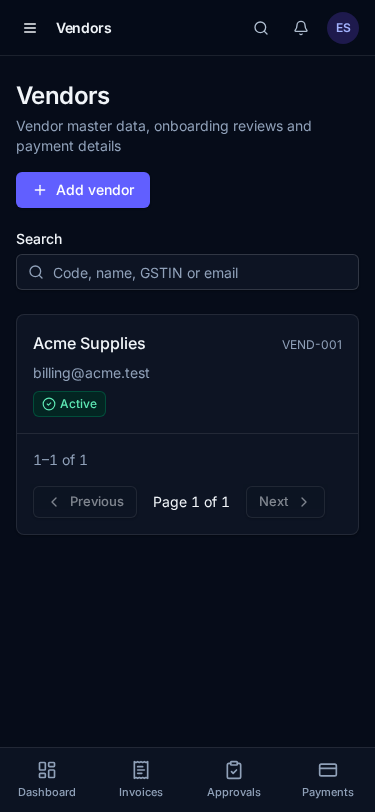 Vendors
ES
Vendors
Vendor master data, onboarding reviews and
payment details
Add vendor
Search
Code, name, GSTIN or email
Acme Supplies
VEND-001
billing@acme.test
Active
1–1 of 1
Previous
Page 1 of 1
Next
Dashboard
Invoices
Approvals
Payments